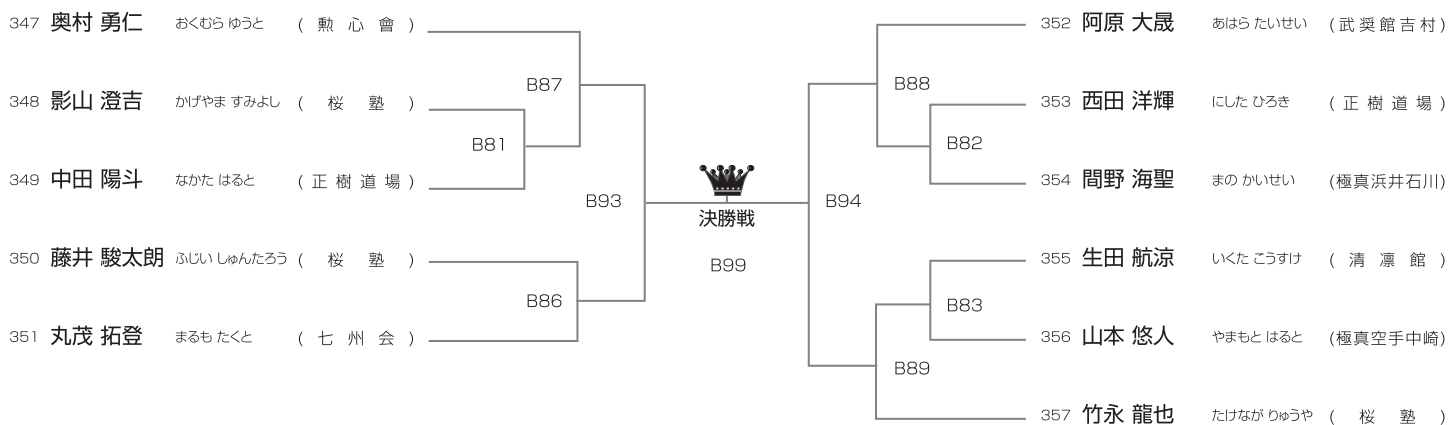 347 奥村 勇仁 おくむら ゆうと ( 勲 心 會 )
B87
348 影山 澄吉 かげやま すみよし ( 桜 塾 )
B81
349 中田 陽斗 なかた はると ( 正 樹 道 場 )
B93
350 藤井 駿太朗 ふじい しゅんたろう ( 桜 塾 )
B86
351 丸茂 拓登 まるも たくと ( 七 州 会 )
決勝戦
B99
352 阿原 大晟 あはら たいせい ( 武 奨 館 吉 村 )
B88
353 西田 洋輝 にした ひろき ( 正 樹 道 場 )
B82
354 間野 海聖 まの かいせい (極真浜井石川)
B94
355 生田 航涼 いくた こうすけ ( 清 凛 館 )
B83
356 山本 悠人 やまもと はると (極真空手中崎)
B89
357 竹永 龍也 たけなが りゅうや ( 桜 塾 )